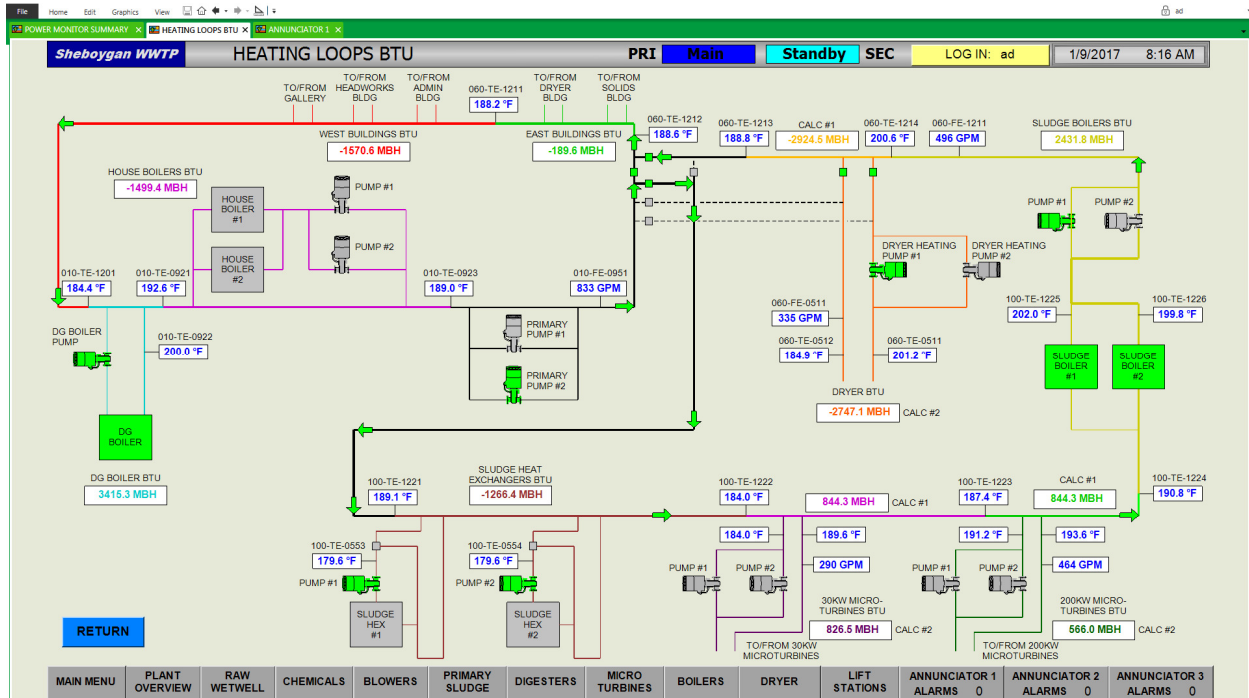 File Home Edit Graphics View ad
POWER MONITOR SUMMARY × HEATING LOOPS BTU × ANNUNCIATOR 1 ×
Sheboygan WWTP HEATING LOOPS BTU PRI Main Standby SEC LOG IN: ad 1/9/2017 8:16 AM
TO/FROM
GALLERY
TO/FROM
HEADWORKS
BLDG
TO/FROM
ADMIN
BLDG
060-TE-1211
188.2 °F
TO/FROM
DRYER
BLDG
TO/FROM
SOLIDS
BLDG
WEST BUILDINGS BTU
-1570.6 MBH
EAST BUILDINGS BTU
-189.6 MBH
060-TE-1212
188.6 °F
060-TE-1213
188.8 °F
CALC #1
-2924.5 MBH
060-TE-1214
200.6 °F
060-FE-1211
496 GPM
SLUDGE BOILERS BTU
2431.8 MBH
HOUSE BOILERS BTU
-1499.4 MBH
HOUSE
BOILER
#1
HOUSE
BOILER
#2
PUMP #1
PUMP #2
PUMP #1
PUMP #2
DRYER HEATING
PUMP #1
DRYER HEATING
PUMP #2
010-TE-1201
184.4 °F
010-TE-0921
192.6 °F
010-TE-0923
189.0 °F
010-FE-0951
833 GPM
060-FE-0511
335 GPM
060-TE-0512
184.9 °F
060-TE-0511
201.2 °F
100-TE-1225
202.0 °F
100-TE-1226
199.8 °F
DG BOILER
PUMP
010-TE-0922
200.0 °F
PRIMARY
PUMP #1
PRIMARY
PUMP #2
SLUDGE
BOILER
#1
SLUDGE
BOILER
#2
DRYER BTU
-2747.1 MBH CALC #2
DG
BOILER
DG BOILER BTU
3415.3 MBH
100-TE-1221
189.1 °F
SLUDGE HEAT
EXCHANGERS BTU
-1266.4 MBH
100-TE-1222
184.0 °F
844.3 MBH CALC #1
100-TE-1223
187.4 °F
CALC #1
844.3 MBH
100-TE-1224
190.8 °F
100-TE-0553
179.6 °F
100-TE-0554
179.6 °F
184.0 °F
189.6 °F
191.2 °F
193.6 °F
PUMP #1
PUMP #2
PUMP #1
PUMP #2
290 GPM
PUMP #1
PUMP #2
464 GPM
SLUDGE
HEX
#1
SLUDGE
HEX
#2
30KW MICRO-
TURBINES BTU
826.5 MBH CALC #2
200KW MICRO-
TURBINES BTU
566.0 MBH CALC #2
TO/FROM 30KW
MICROTURBINES
TO/FROM 200KW
MICROTURBINES
RETURN
MAIN MENU
PLANT
OVERVIEW
RAW
WETWELL
CHEMICALS
BLOWERS
PRIMARY
SLUDGE
DIGESTERS
MICRO
TURBINES
BOILERS
DRYER
LIFT
STATIONS
ANNUNCIATOR 1
ALARMS 0
ANNUNCIATOR 2
ALARMS 0
ANNUNCIATOR 3
ALARMS 0